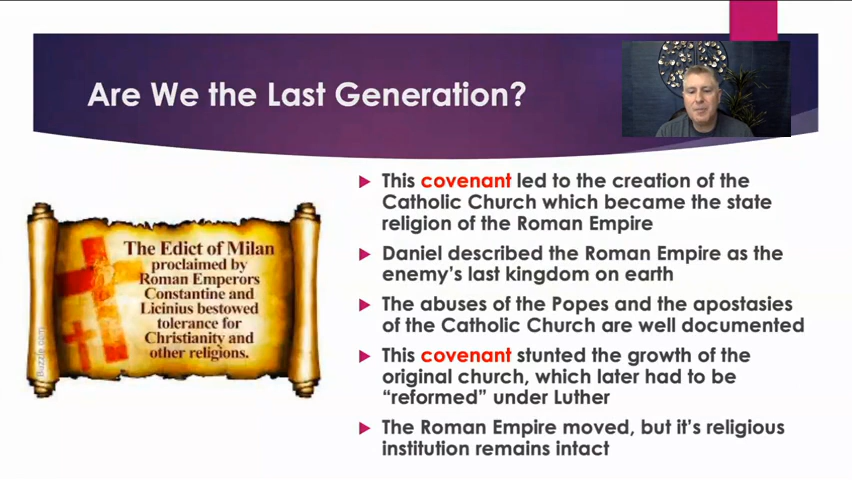 Are We the Last Generation?
The Edict of Milan
proclaimed by
Roman Emperors
Constantine and
Licinius bestowed
tolerance for
Christianity and
other religions.
Buzzle.com
This covenant led to the creation of the
Catholic Church which became the state
religion of the Roman Empire
Daniel described the Roman Empire as the
enemy's last kingdom on earth
The abuses of the Popes and the apostasies
of the Catholic Church are well documented
This covenant stunted the growth of the
original church, which later had to be
“reformed” under Luther
The Roman Empire moved, but it's religious
institution remains intact